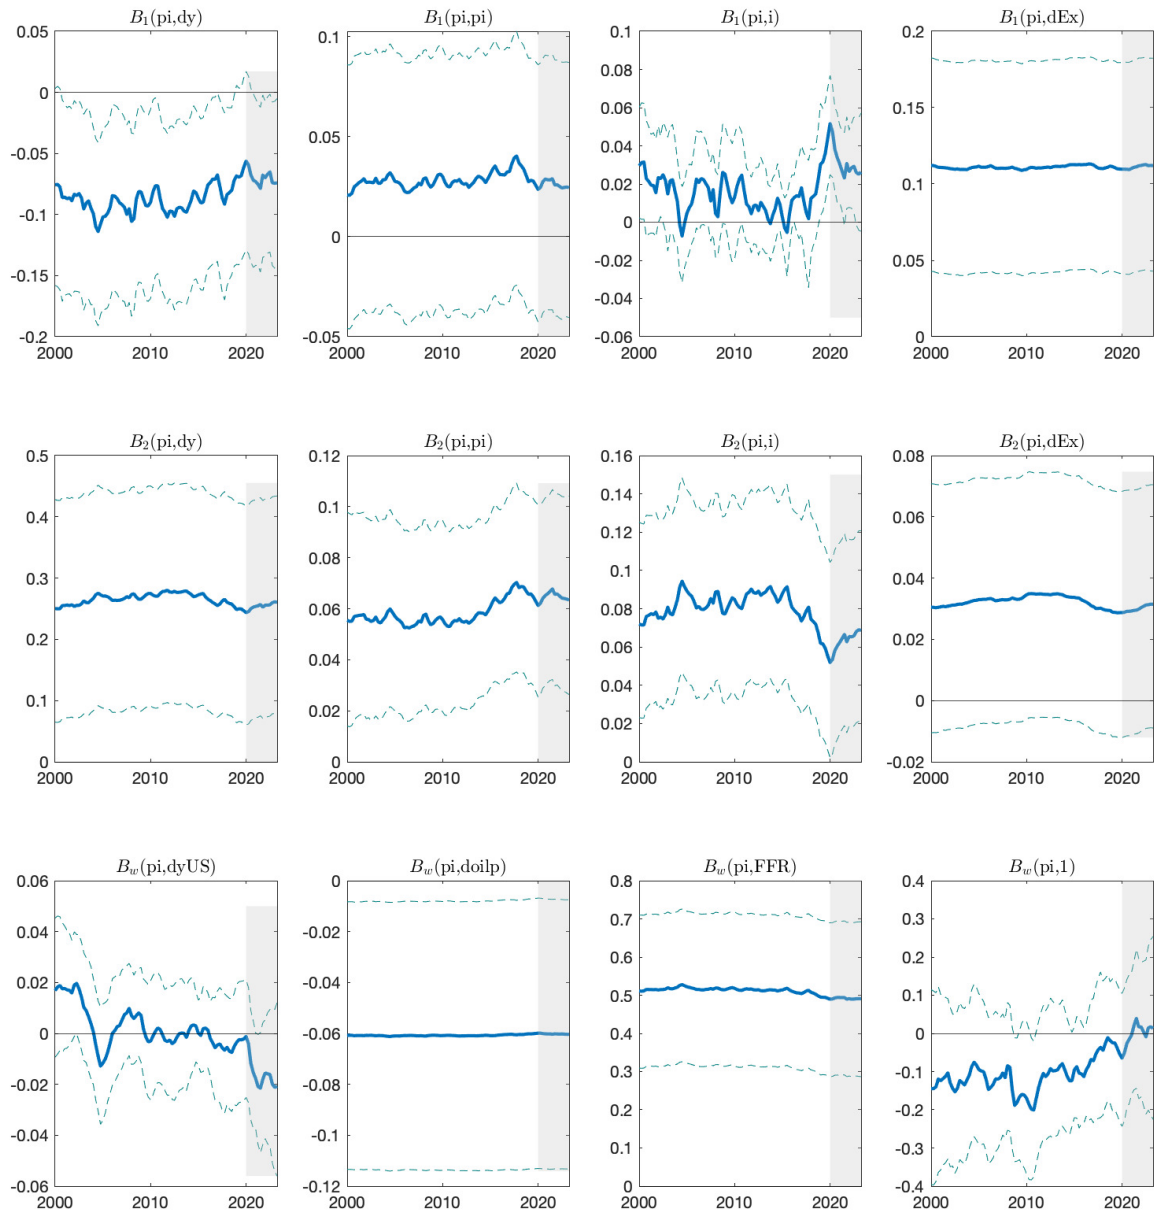 B₁(pi,dy) B₁(pi,pi) B₁(pi,i) B₁(pi,dEx)
0.05 0.1 0.1 0.2
0 0.08
-0.05 0.05 0.06 0.15
0.04
-0.1 0.02 0.1
0 0
-0.15 -0.02 0.05
-0.04
-0.2 -0.05 -0.06 0
2000 2010 2020 2000 2010 2020 2000 2010 2020 2000 2010 2020
B₂(pi,dy) B₂(pi,pi) B₂(pi,i) B₂(pi,dEx)
0.5 0.12 0.16 0.08
0.14
0.4 0.1 0.12 0.06
0.3 0.08 0.1 0.04
0.06 0.08
0.2 0.04 0.06 0.02
0.04
0.1 0.02 0.02 0
0 0 0 -0.02
2000 2010 2020 2000 2010 2020 2000 2010 2020 2000 2010 2020
B_w(pi,dyUS) B_w(pi,doilp) B_w(pi,FFR) B_w(pi,1)
0.06 0 0.8 0.4
0.04 -0.02 0.7 0.3
0.6 0.2
0.02 -0.04 0.5 0.1
0 -0.06 0.4 0
-0.02 -0.08 0.3 -0.1
0.2 -0.2
-0.04 -0.1 0.1 -0.3
-0.06 -0.12 0 -0.4
2000 2010 2020 2000 2010 2020 2000 2010 2020 2000 2010 2020